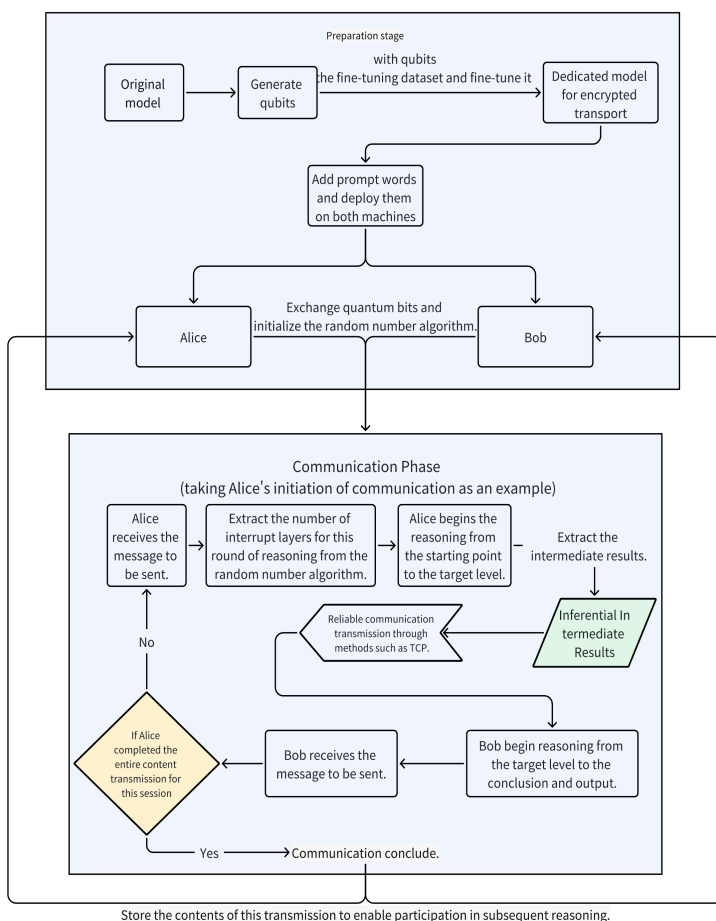 Preparation stage
with qubits
the fine-tuning dataset and fine-tune it
Original
model
Generate
qubits
Dedicated model
for encrypted
transport
Add prompt words
and deploy them
on both machines
Exchange quantum bits and
initialize the random number algorithm.
Alice
Bob
Communication Phase
(taking Alice's initiation of communication as an example)
Alice
receives the
message to
be sent.
Extract the number of
interrupt layers for this
round of reasoning from the
random number algorithm.
Alice begins the
reasoning from
the starting point
to the target level.
Extract the
intermediate results.
Inferential In
termediate
Results
Reliable communication
transmission through
methods such as TCP.
No
If Alice
completed the
entire content
transmission for
this session
Bob receives the
message to be sent.
Bob begin reasoning from
the target level to the
conclusion and output.
Yes
Communication conclude.
Store the contents of this transmission to enable participation in subsequent reasoning.